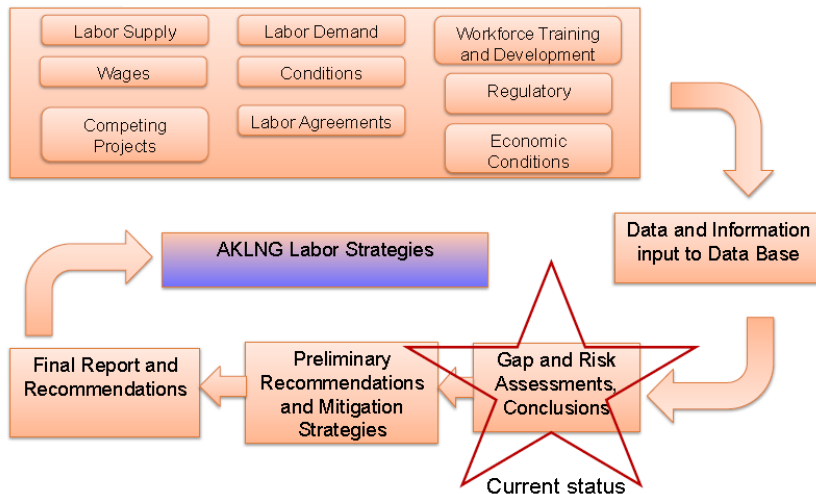 Labor Supply
Labor Demand
Workforce Training
and Development
Wages
Conditions
Regulatory
Competing
Projects
Labor Agreements
Economic
Conditions
Data and Information
input to Data Base
AKLNG Labor Strategies
Final Report and
Recommendations
Preliminary
Recommendations
and Mitigation
Strategies
Gap and Risk
Assessments,
Conclusions
Current status